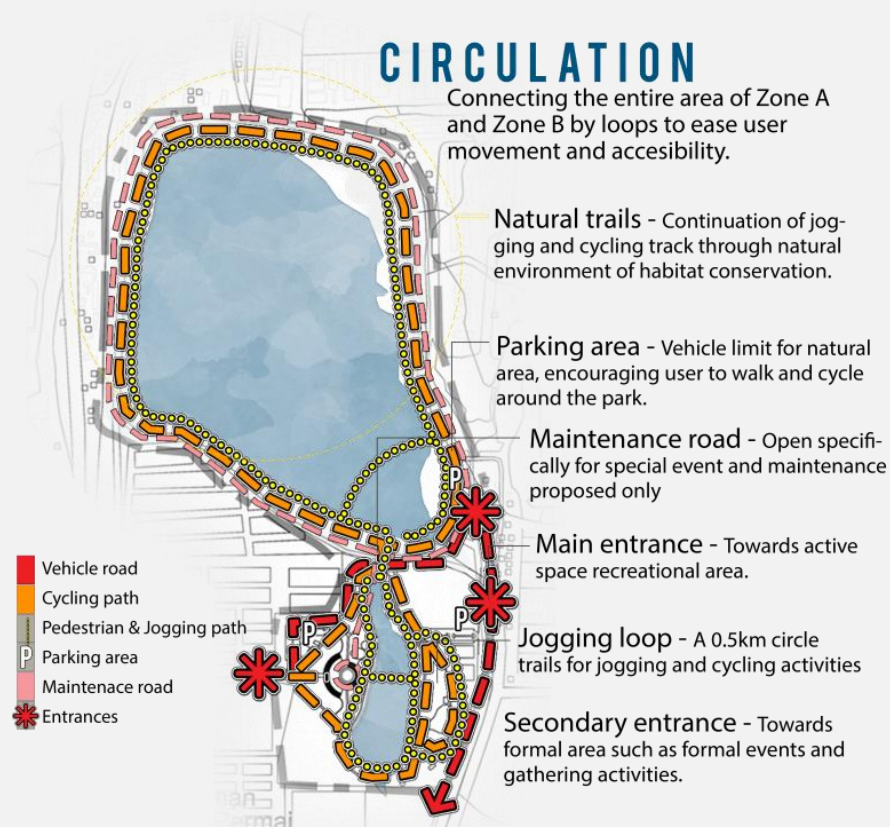 CIRCULATION
Connecting the entire area of Zone A
and Zone B by loops to ease user
movement and accesibility.
Natural trails - Continuation of jog-
ging and cycling track through natural
environment of habitat conservation.
Parking area - Vehicle limit for natural
area, encouraging user to walk and cycle
around the park.
Maintenance road - Open specifi-
cally for special event and maintenance
proposed only
Main entrance - Towards active
space recreational area.
Jogging loop - A 0.5km circle
trails for jogging and cycling activities
Secondary entrance - Towards
formal area such as formal events and
gathering activities.
P
P
P
Vehicle road
Cycling path
Pedestrian & Jogging path
P Parking area
Maintenace road
Entrances